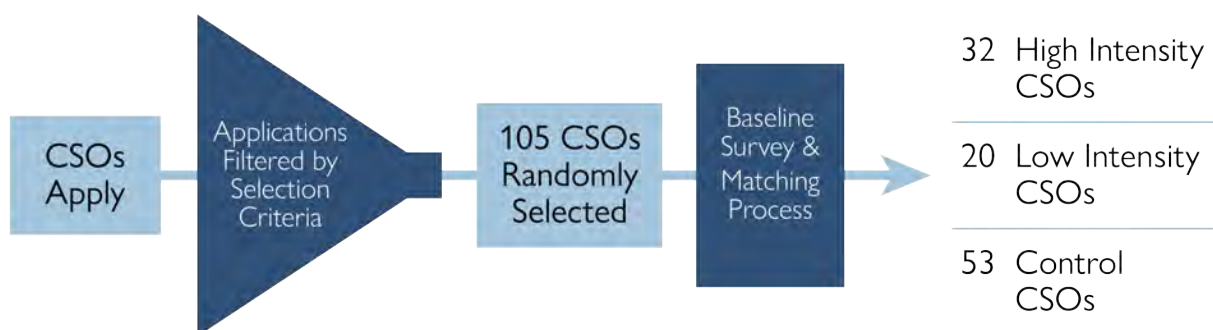 CSOs
Apply
Applications
Filtered by
Selection
Criteria
105 CSOs
Randomly
Selected
Baseline
Survey &
Matching
Process
32 High Intensity
CSOs
20 Low Intensity
CSOs
53 Control
CSOs